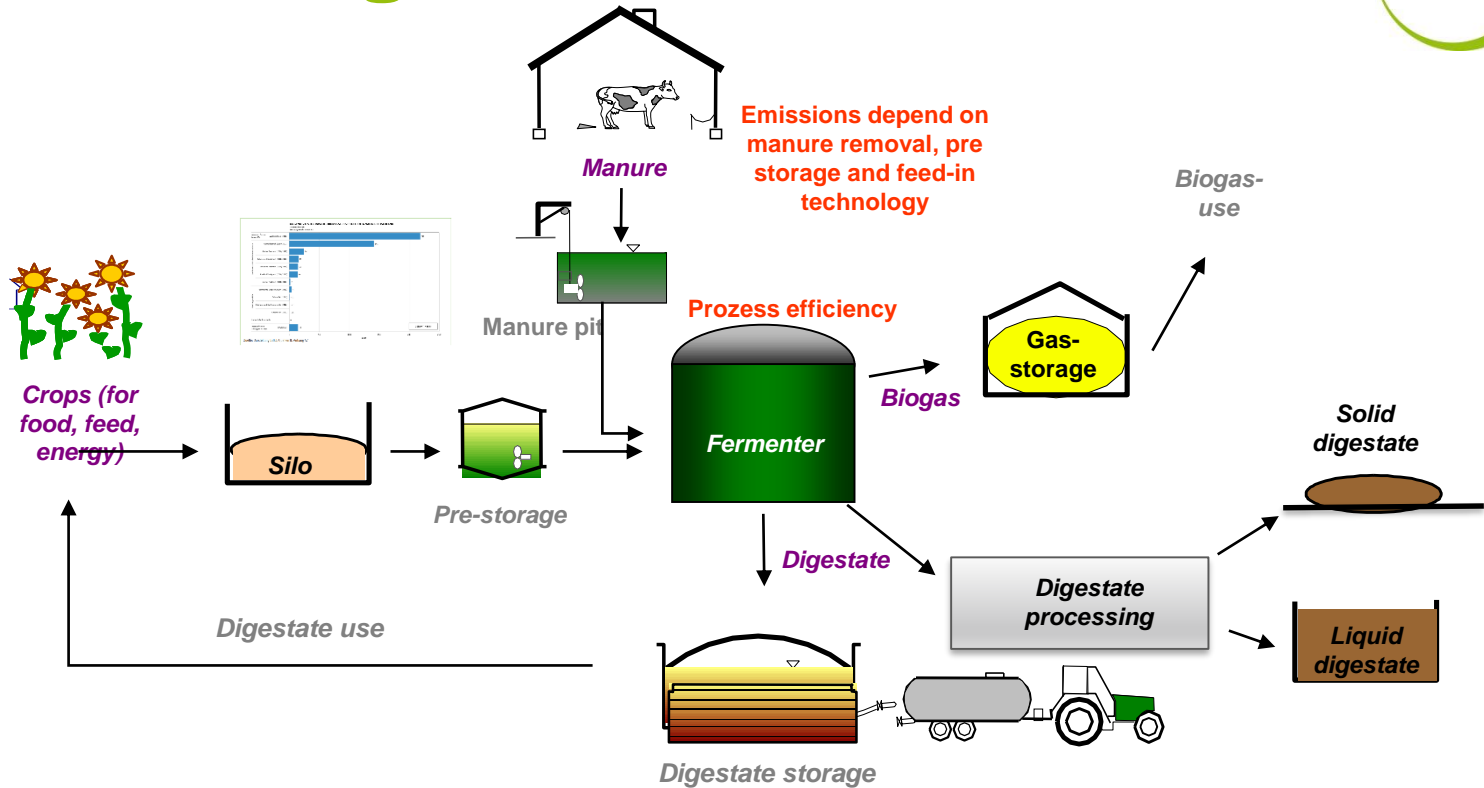 Emissions depend on
manure removal, pre
storage and feed-in
technology
Manure
Biogas-
use
Manure pit
Prozess efficiency
Gas-
storage
Crops (for
food, feed,
energy)
Biogas
Silo
Fermenter
Solid
digestate
Pre-storage
Digestate
Digestate
processing
Digestate use
Liquid
digestate
Digestate storage